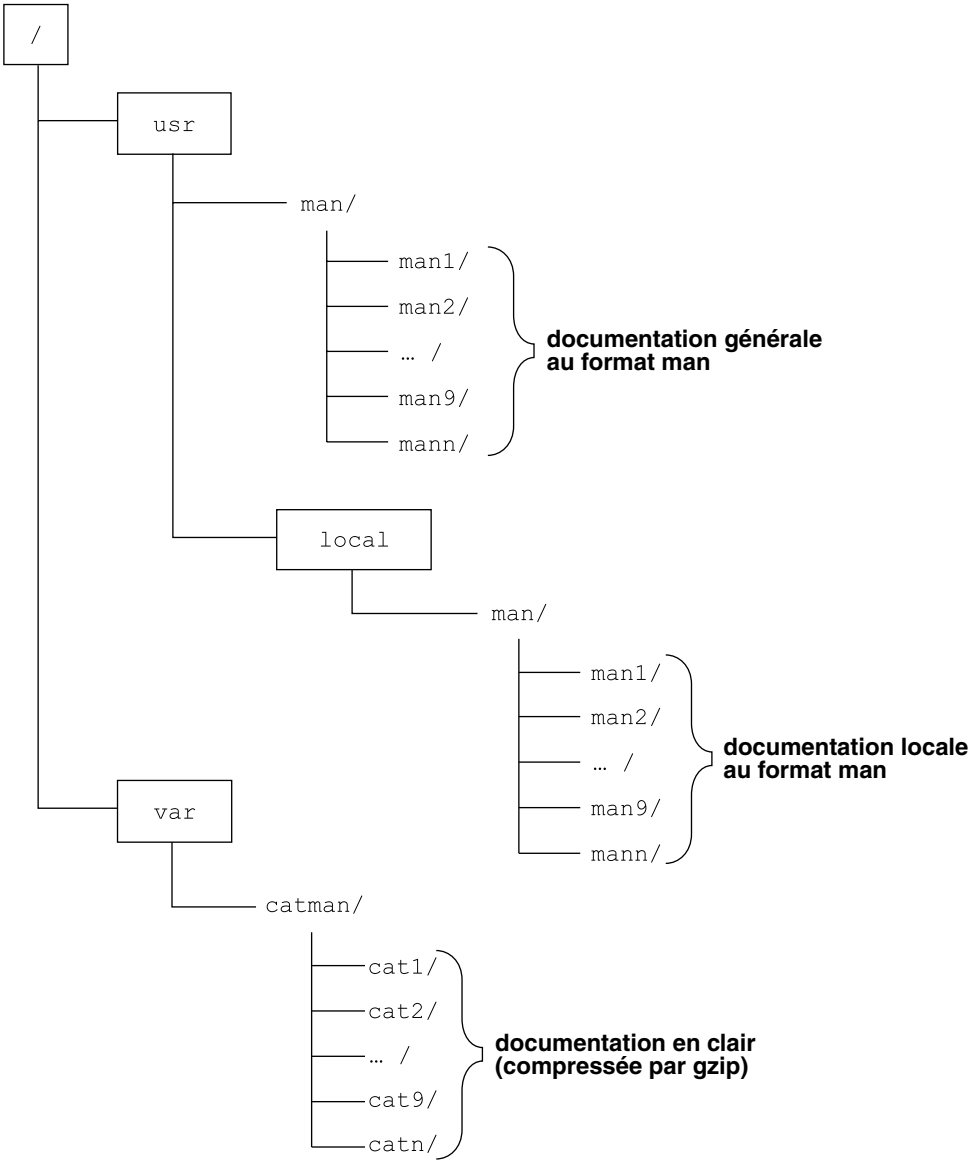 /
usr
man/
man1/
man2/
… /
man9/
mann/
documentation générale
au format man
local
man/
man1/
man2/
… /
man9/
mann/
documentation locale
au format man
var
catman/
cat1/
cat2/
… /
cat9/
catn/
documentation en clair
(compressée par gzip)